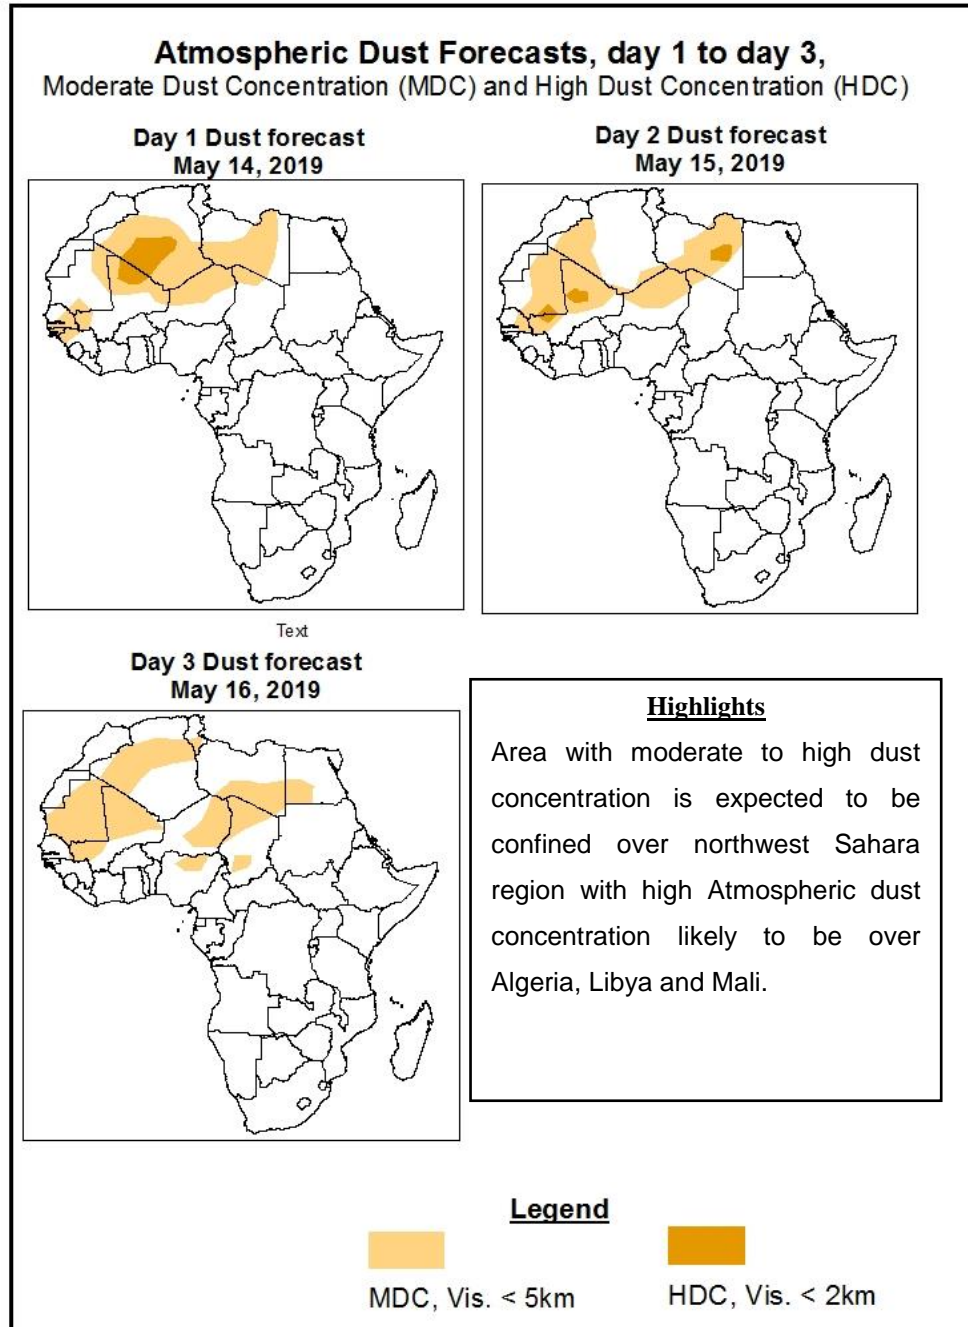 Atmospheric Dust Forecasts, day 1 to day 3,
Moderate Dust Concentration (MDC) and High Dust Concentration (HDC)
Day 1 Dust forecast
May 14, 2019
Day 2 Dust forecast
May 15, 2019
Text
Day 3 Dust forecast
May 16, 2019
Highlights
Area with moderate to high dust
concentration is expected to be
confined over northwest Sahara
region with high Atmospheric dust
concentration likely to be over
Algeria, Libya and Mali.
Legend
MDC, Vis. < 5km
HDC, Vis. < 2km